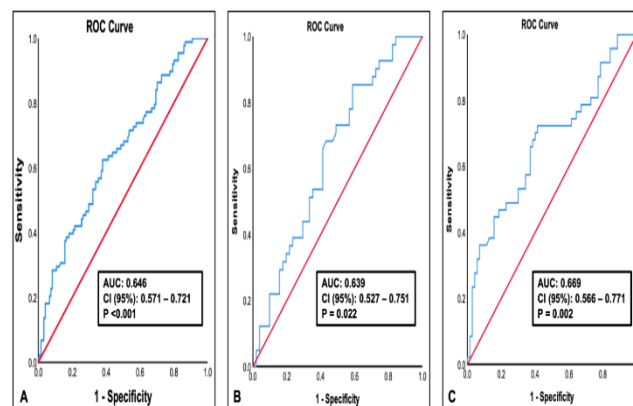 ROC Curve
Sensitivity
1.0
0.8
0.6
0.4
0.2
0.0
AUC: 0.646
CI (95%): 0.571 – 0.721
P <0.001
0.0 0.2 0.4 0.6 0.8 1.0
A
1 - Specificity
ROC Curve
Sensitivity
1.0
0.8
0.6
0.4
0.2
0.0
AUC: 0.639
CI (95%): 0.527 – 0.751
P = 0.022
0.0 0.2 0.4 0.6 0.8 1.0
B
1 - Specificity
ROC Curve
Sensitivity
1.0
0.8
0.6
0.4
0.2
0.0
AUC: 0.669
CI (95%): 0.566 – 0.771
P = 0.002
0.0 0.2 0.4 0.6 0.8
C
1 - Specificity